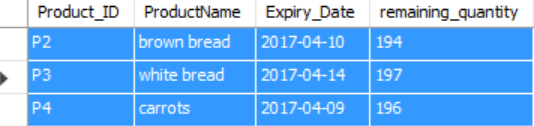 Product_ID ProductName Expiry_Date remaining_quantity
P2 brown bread 2017-04-10 194
P3 white bread 2017-04-14 197
P4 carrots 2017-04-09 196